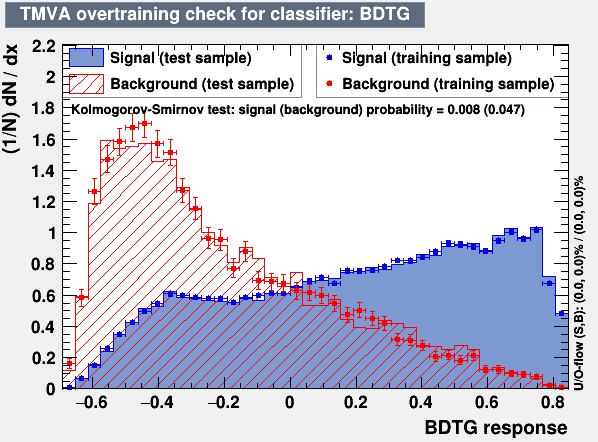 TMVA overtraining check for classifier: BDTG
(1/N) dN / dx
2.2
2
1.8
1.6
1.4
1.2
1
0.8
0.6
0.4
0.2
0
Signal (test sample)
Background (test sample)
Signal (training sample)
Background (training sample)
Kolmogorov-Smirnov test: signal (background) probability = 0.008 (0.047)
U/O-flow (S,B): (0.0, 0.0)% / (0.0, 0.0)%
−0.6 −0.4 −0.2 0 0.2 0.4 0.6 0.8
BDTG response